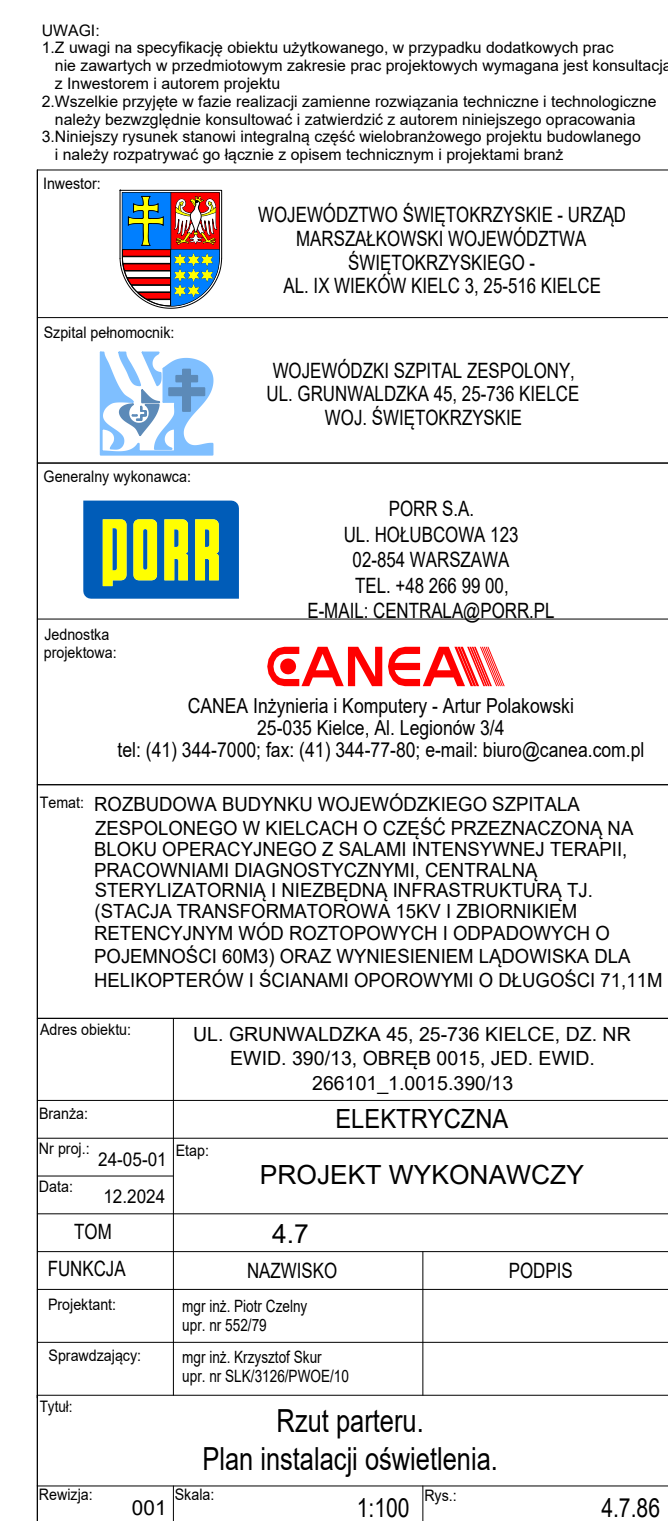 UWAGI:
1.Z uwagi na specyfikację obiektu użytkowanego, w przypadku dodatkowych prac
nie zawartych w przedmiotowym zakresie prac projektowych wymagana jest konsultacja
z Inwestorem i autorem projektu
2.Wszelkie przyjęte w fazie realizacji zamienne rozwiązania techniczne i technologiczne
należy bezwzględnie konsultować i zatwierdzić z autorem niniejszego opracowania
3.Niniejszy rysunek stanowi integralną część wielobranżowego projektu budowlanego
i należy rozpatrywać go łącznie z opisem technicznym i projektami branż
Inwestor:
WOJEWÓDZTWO ŚWIĘTOKRZYSKIE - URZĄD
MARSZAŁKOWSKI WOJEWÓDZTWA
ŚWIĘTOKRZYSKIEGO -
AL. IX WIEKÓW KIELC 3, 25-516 KIELCE
Szpital pełnomocnik:
WOJEWÓDZKI SZPITAL ZESPOLONY,
UL. GRUNWALDZKA 45, 25-736 KIELCE
WOJ. ŚWIĘTOKRZYSKIE
Generalny wykonawca:
PORR
PORR S.A.
UL. HOŁUBCOWA 123
02-854 WARSZAWA
TEL. +48 266 99 00,
E-MAIL: CENTRALA@PORR.PL
Jednostka
projektowa:
CANEA
CANEA Inżynieria i Komputery - Artur Polakowski
25-035 Kielce, Al. Legionów 3/4
tel: (41) 344-7000; fax: (41) 344-77-80; e-mail: biuro@canea.com.pl
Temat: ROZBUDOWA BUDYNKU WOJEWÓDZKIEGO SZPITALA
ZESPOLONEGO W KIELCACH O CZĘŚĆ PRZEZNACZONĄ NA
BLOKU OPERACYJNEGO Z SALAMI INTENSYWNEJ TERAPII,
PRACOWNIAMI DIAGNOSTYCZNYMI, CENTRALNĄ
STERYLIZATORNIĄ I NIEZBĘDNĄ INFRASTRUKTURĄ TJ.
(STACJA TRANSFORMATOROWA 15KV I ZBIORNIKIEM
RETENCYJNYM WÓD ROZTOPOWYCH I ODPADOWYCH O
POJEMNOŚCI 60M3) ORAZ WYNIESIENIEM LĄDOWISKA DLA
HELIKOPTERÓW I ŚCIANAMI OPOROWYMI O DŁUGOŚCI 71,11M
Adres obiektu:
UL. GRUNWALDZKA 45, 25-736 KIELCE, DZ. NR
EWID. 390/13, OBRĘB 0015, JED. EWID.
266101_1.0015.390/13
Branża:
ELEKTRYCZNA
Nr proj.: 24-05-01
Etap:
PROJEKT WYKONAWCZY
Data: 12.2024
TOM 4.7
FUNKCJA NAZWISKO PODPIS
Projektant:
mgr inż. Piotr Czelny
upr. nr 552/79
Sprawdzający:
mgr inż. Krzysztof Skur
upr. nr SLK/3126/PWOE/10
Tytuł:
Rzut parteru.
Plan instalacji oświetlenia.
Rewizja: 001 Skala: 1:100 Rys.: 4.7.86